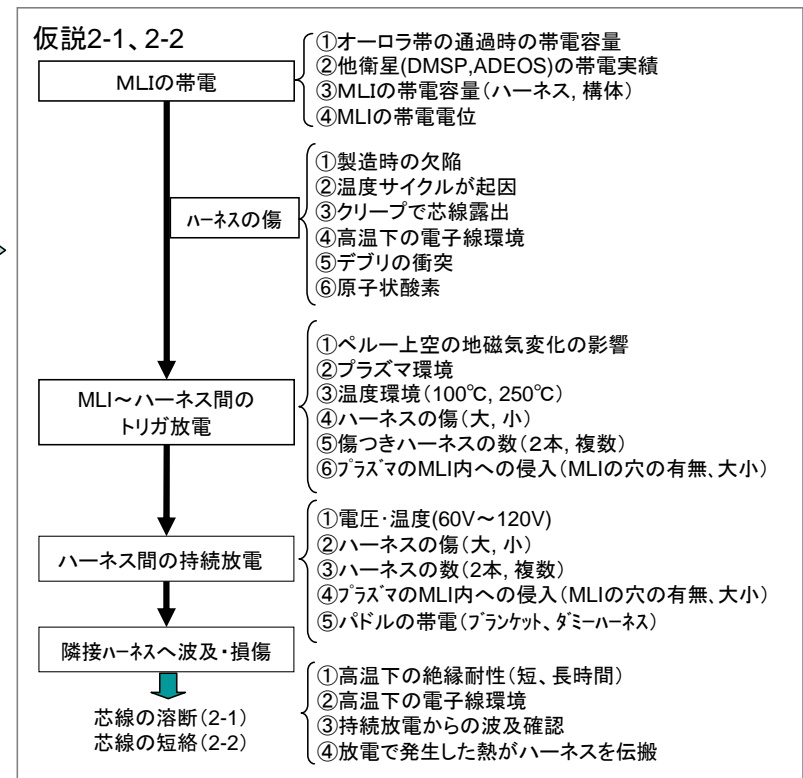 仮説2-1、2-2
MLIの帯電
①オーロラ帯の通過時の帯電容量
②他衛星(DMSP,ADEOS)の帯電実績
③MLIの帯電容量(ハーネス, 構体)
④MLIの帯電電位
ﾊｰﾈｽの傷
①製造時の欠陥
②温度サイクルが起因
③クリープで芯線露出
④高温下の電子線環境
⑤デブリの衝突
⑥原子状酸素
MLI～ハーネス間の
トリガ放電
①ペルー上空の地磁気変化の影響
②プラズマ環境
③温度環境(100℃, 250℃)
④ハーネスの傷(大, 小)
⑤傷つきハーネスの数(2本, 複数)
⑥ﾌﾟﾗｽﾞﾏのMLI内への侵入(MLIの穴の有無、大小)
ハーネス間の持続放電
①電圧･温度(60V～120V)
②ハーネスの傷(大, 小)
③ハーネスの数(2本, 複数)
④ﾌﾟﾗｽﾞﾏのMLI内への侵入(MLIの穴の有無、大小)
⑤パドルの帯電(ﾌﾞﾗﾝｹｯﾄ、ﾀﾞﾐｰﾊｰﾈｽ)
隣接ﾊｰﾈｽへ波及・損傷
芯線の溶断(2-1)
芯線の短絡(2-2)
①高温下の絶縁耐性(短、長時間)
②高温下の電子線環境
③持続放電からの波及確認
④放電で発生した熱がハーネスを伝搬